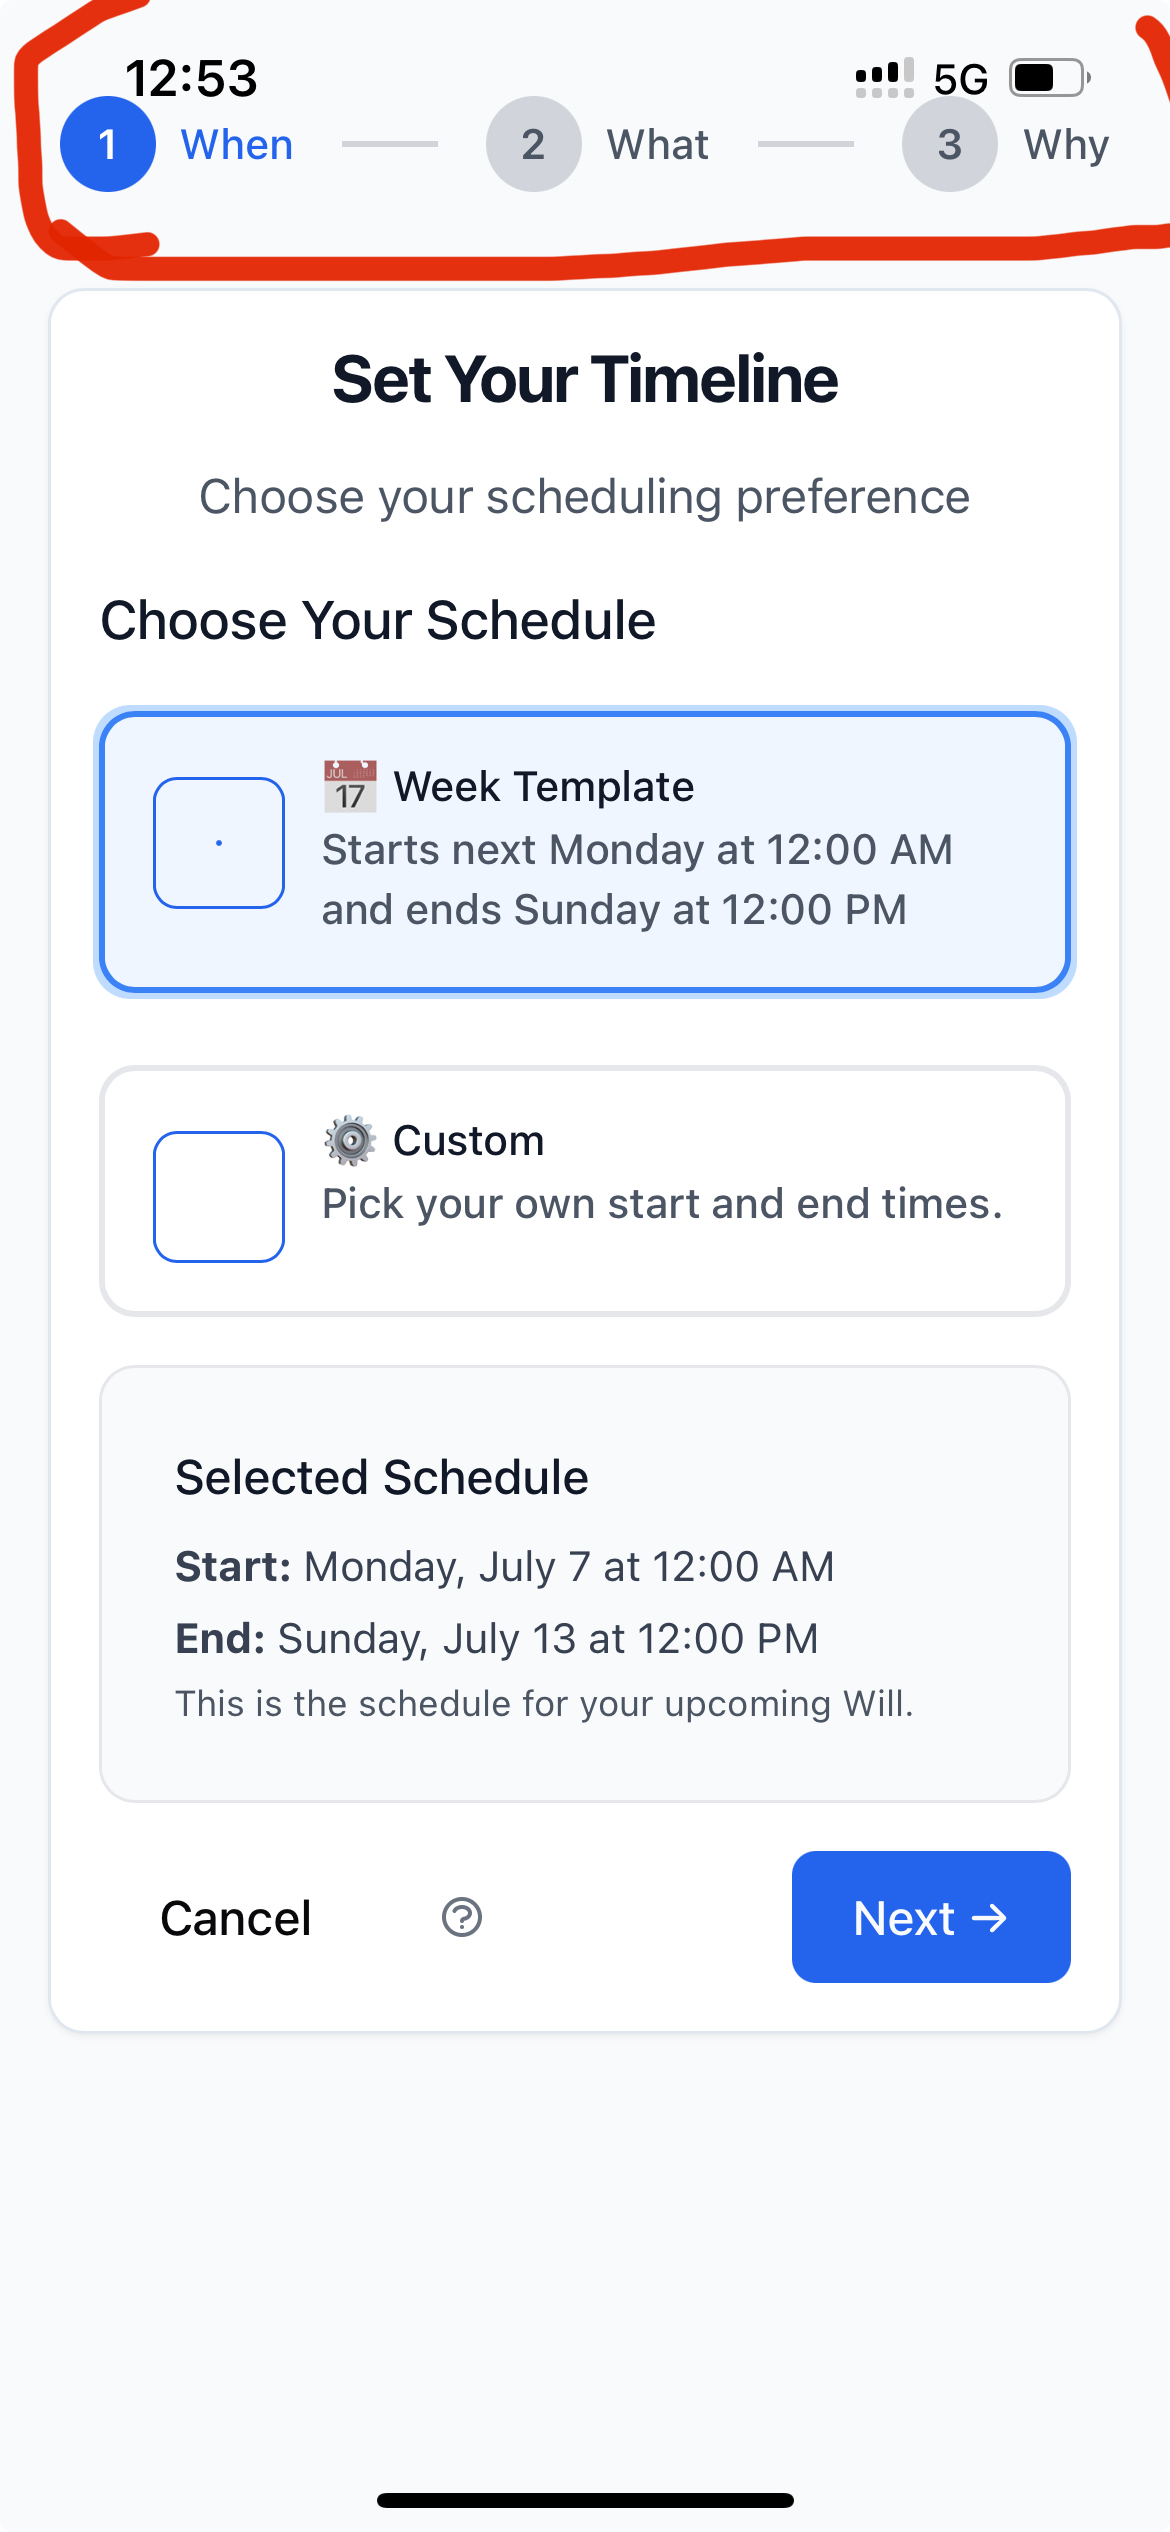 12:53 5G
1 When 2 What 3 Why
Set Your Timeline
Choose your scheduling preference
Choose Your Schedule
JUL
17 Week Template
Starts next Monday at 12:00 AM
and ends Sunday at 12:00 PM
Custom
Pick your own start and end times.
Selected Schedule
Start: Monday, July 7 at 12:00 AM
End: Sunday, July 13 at 12:00 PM
This is the schedule for your upcoming Will.
Cancel ? Next →